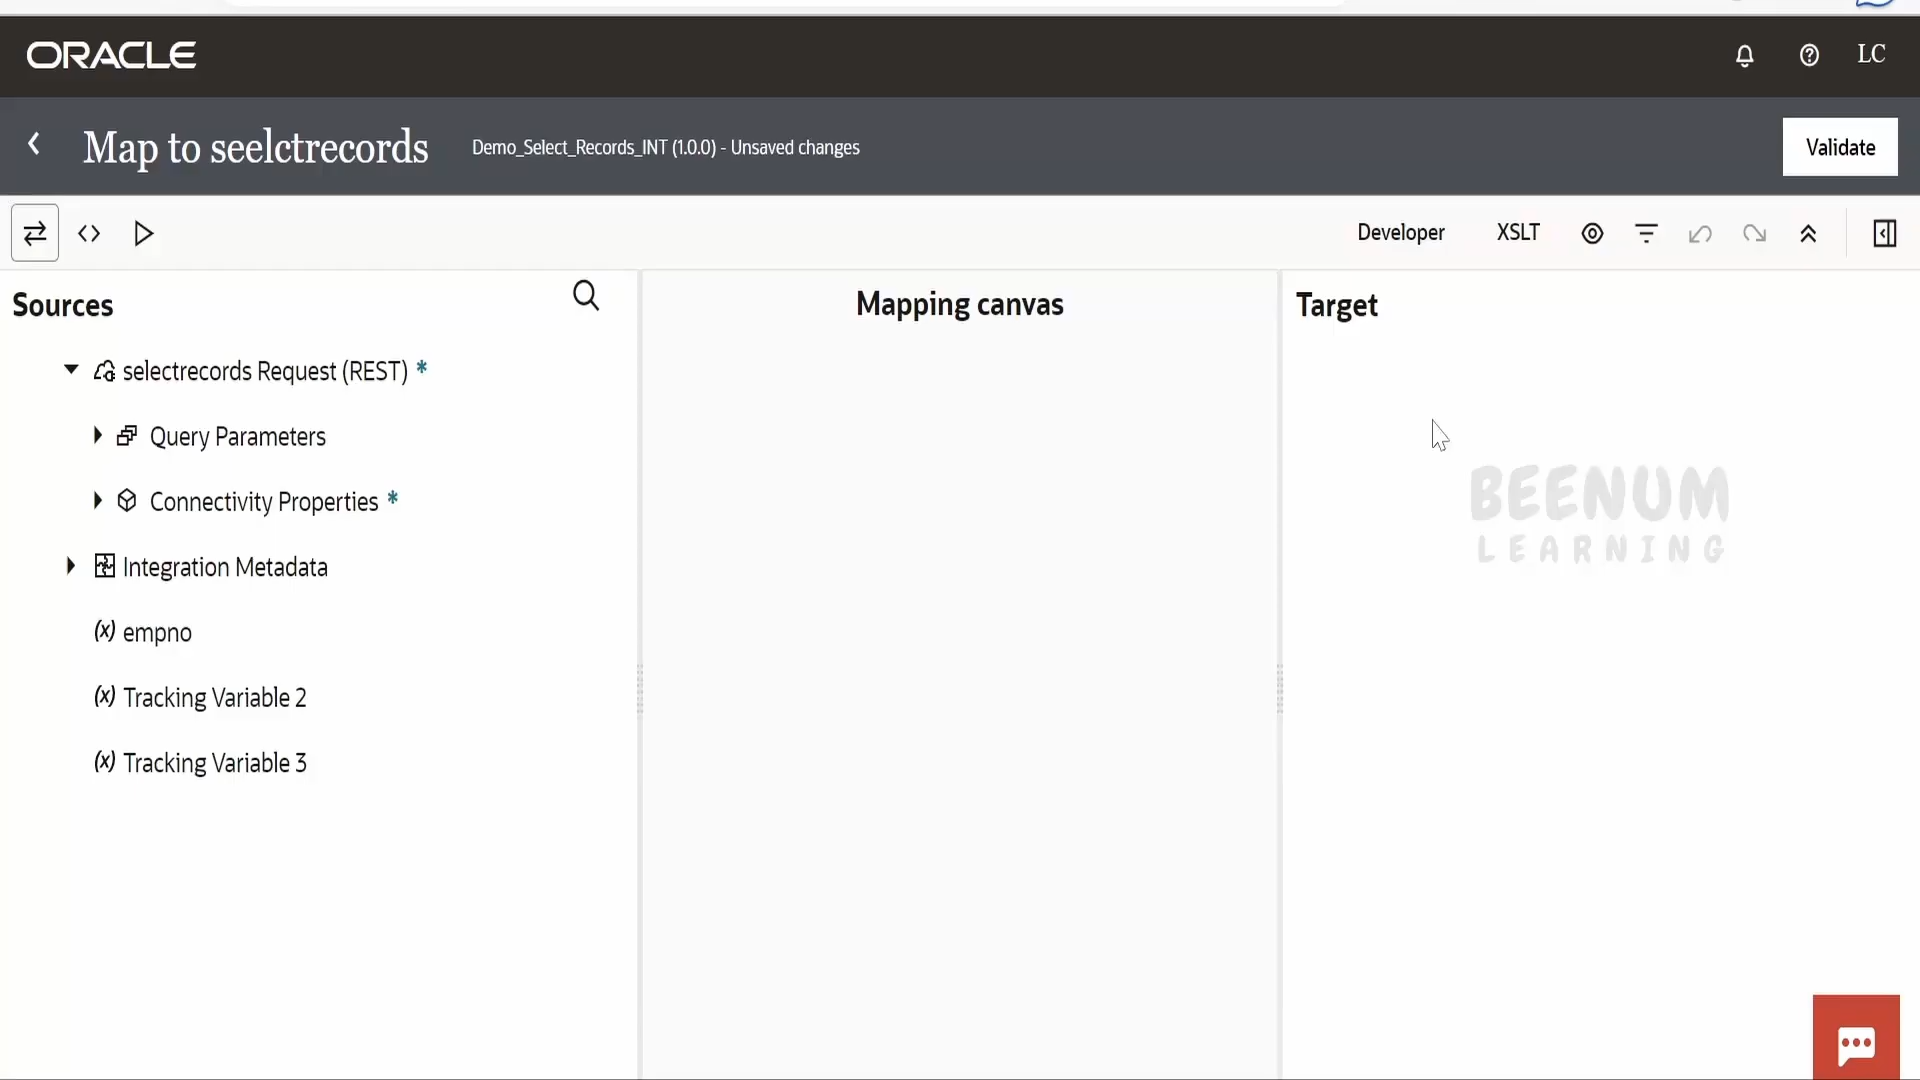 ORACLE
LC
Map to seelctrecords
Demo_Select_Records_INT (1.0.0) - Unsaved changes
Validate
Developer
XSLT
Sources
Mapping canvas
Target
selectrecords Request (REST) *
Query Parameters
Connectivity Properties *
Integration Metadata
(x) empno
(x) Tracking Variable 2
(x) Tracking Variable 3
BEENUM
LEARNING